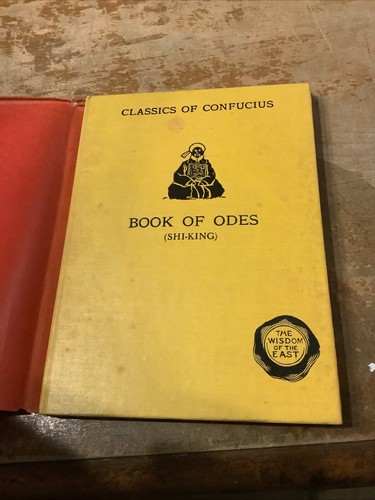 CLASSICS OF CONFUCIUS
BOOK OF ODES
(SHI-KING)
THE
WISDOM
OF THE
EAST